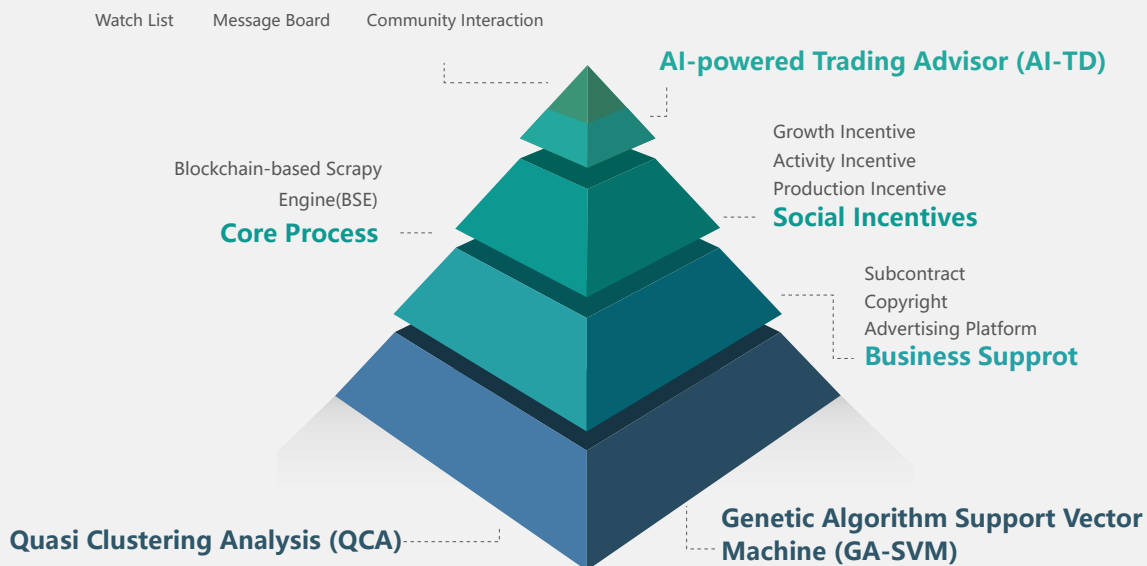 Watch List Message Board Community Interaction
AI-powered Trading Advisor (AI-TD)
Growth Incentive
Activity Incentive
Production Incentive
Social Incentives
Blockchain-based Scrapy
Engine(BSE)
Core Process
Subcontract
Copyright
Advertising Platform
Business Supprot
Quasi Clustering Analysis (QCA)
Genetic Algorithm Support Vector
Machine (GA-SVM)